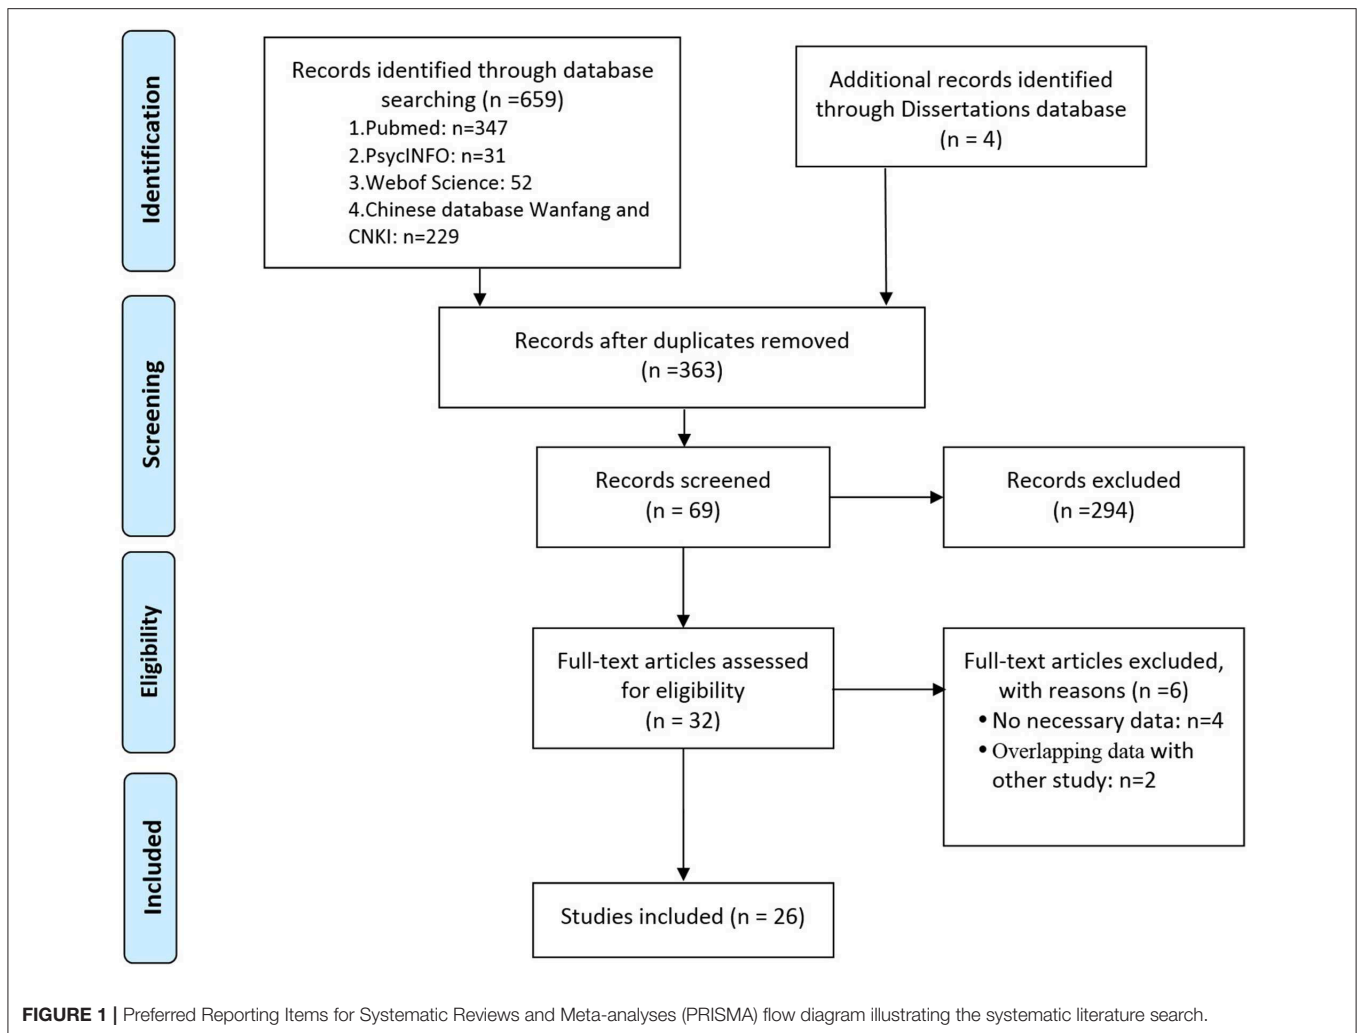 Identification
Records identified through database
searching (n =659)
1.Pubmed: n=347
2.PsycINFO: n=31
3.Webof Science: 52
4.Chinese database Wanfang and
CNKI: n=229
Additional records identified
through Dissertations database
(n = 4)
Screening
Records after duplicates removed
(n =363)
Records screened
(n = 69)
Records excluded
(n =294)
Eligibility
Full-text articles assessed
for eligibility
(n = 32)
Full-text articles excluded,
with reasons (n =6)
• No necessary data: n=4
• Overlapping data with
other study: n=2
Included
Studies included (n = 26)
FIGURE 1 | Preferred Reporting Items for Systematic Reviews and Meta-analyses (PRISMA) flow diagram illustrating the systematic literature search.